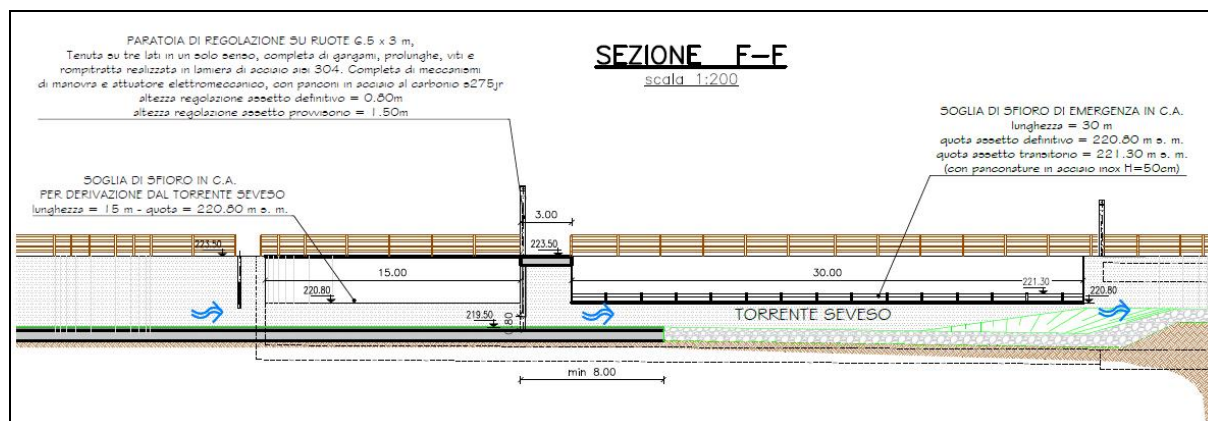 PARATOIA DI REGOLAZIONE SU RUOTE 6.5 x 3 m,
Tenuta su tre lati in un solo senso, completa di gargami, prolunghe, viti e
rompitratta realizzata in lamiera di acciaio aisi 304. Completa di meccanismi
di manovra e attuatore elettromeccanico, con panconi in acciaio al carbonio s275jr
altezza regolazione assetto definitivo = 0.80m
altezza regolazione assetto provvisorio = 1.50m
SEZIONE F-F
scala 1:200
SOGLIA DI SFIORO DI EMERGENZA IN C.A.
lunghezza = 30 m
quota assetto definitivo = 220.80 m s. m.
quota assetto transitorio = 221.30 m s. m.
(con panconature in acciaio inox H=50cm)
SOGLIA DI SFIORO IN C.A.
PER DERIVAZIONE DAL TORRENTE SEVESO
lunghezza = 15 m - quota = 220.80 m s. m.
3.00
223.50
223.50
15.00
30.00
220.80
221.30
220.80
219.50
0.80
TORRENTE SEVESO
min 8.00